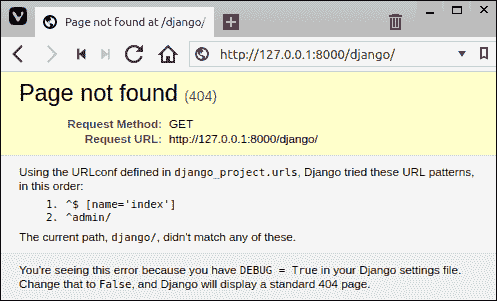 Page not found at /django/
http://127.0.0.1:8000/django/
Page not found (404)
Request Method: GET
Request URL: http://127.0.0.1:8000/django/
Using the URLconf defined in django_project.urls, Django tried these URL patterns,
in this order:
1. ^$ [name='index']
2. ^admin/
The current path, django/, didn't match any of these.
You're seeing this error because you have DEBUG = True in your Django settings file.
Change that to False, and Django will display a standard 404 page.